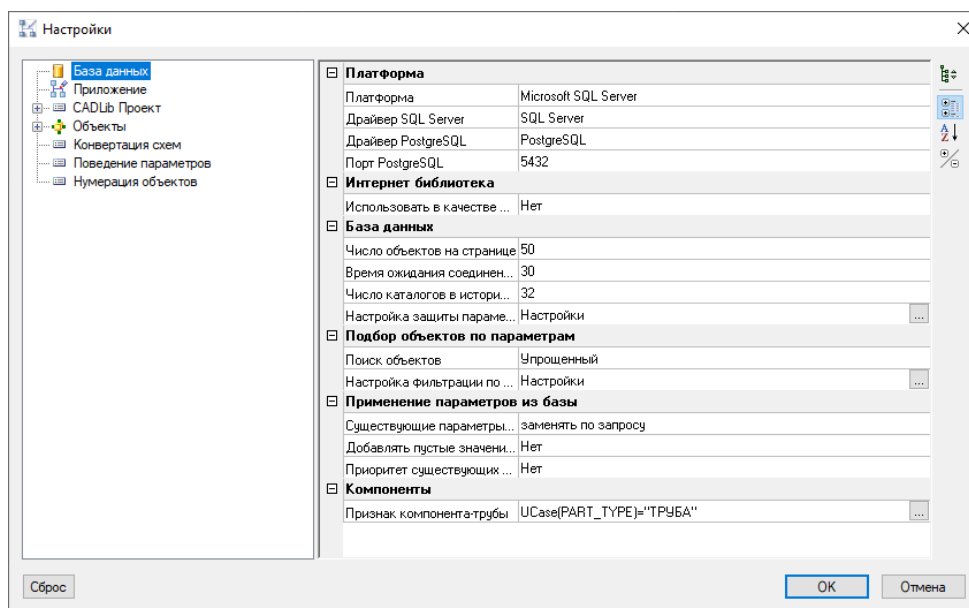 Настройки
База данных
Приложение
CADLib Проект
Объекты
Конвертация схем
Поведение параметров
Нумерация объектов
Платформа
Платформа Microsoft SQL Server
Драйвер SQL Server SQL Server
Драйвер PostgreSQL PostgreSQL
Порт PostgreSQL 5432
Интернет библиотека
Использовать в качестве ... Нет
База данных
Число объектов на странице 50
Время ожидания соединен... 30
Число каталогов в истори... 32
Настройка защиты параме... Настройки ...
Подбор объектов по параметрам
Поиск объектов Упрощенный
Настройка фильтрации по ... Настройки ...
Применение параметров из базы
Существующие параметры... заменять по запросу
Добавлять пустые значени... Нет
Приоритет существующих ... Нет
Компоненты
Признак компонента-трубы UCase(PART_TYPE)="ТРУБА" ...
Сброс OK Отмена